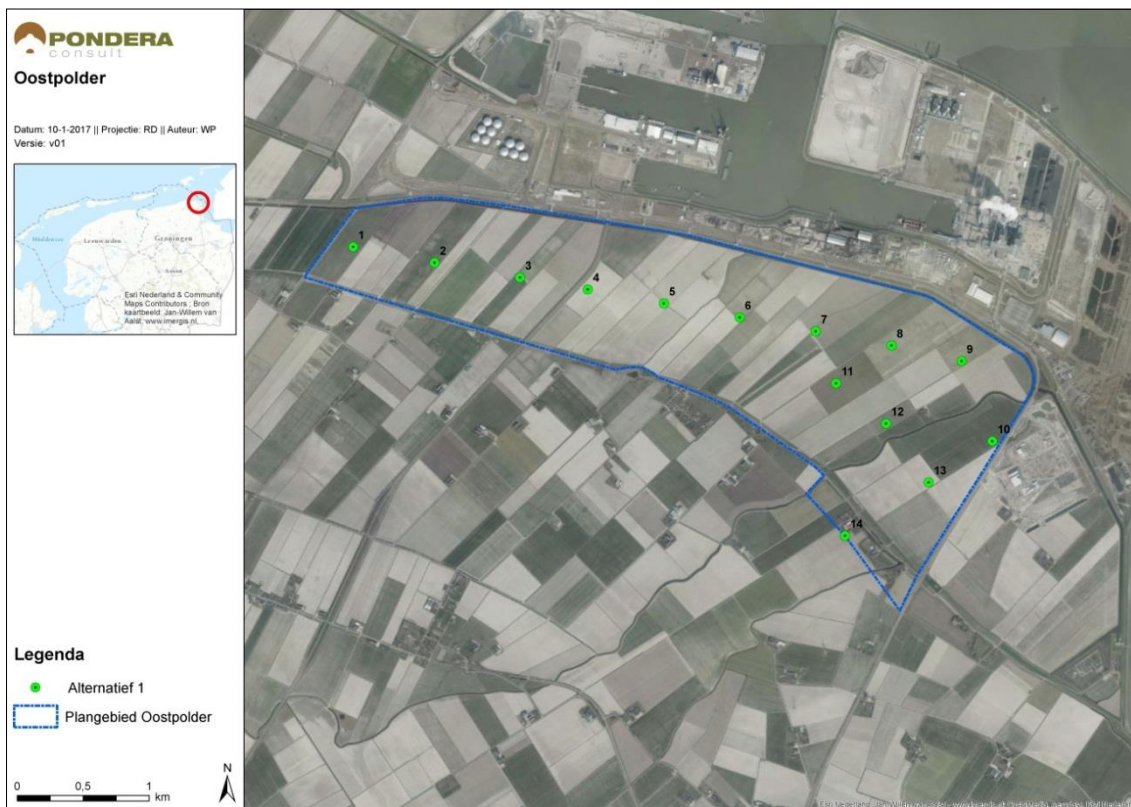 PONDERA
consult
Oostpolder
Datum: 10-1-2017 || Projectie: RD || Auteur: WP
Versie: v01
Leeuwarden
Groningen
Assen
Esri Nederland & Community
Maps Contributors ; Bron
kaartbeeld: Jan-Willem van
Aalst, www.imergis.nl,
Legenda
Alternatief 1
Plangebied Oostpolder
0 0,5 1
km
N
1
2
3
4
5
6
7
8
9
11
12
10
13
14